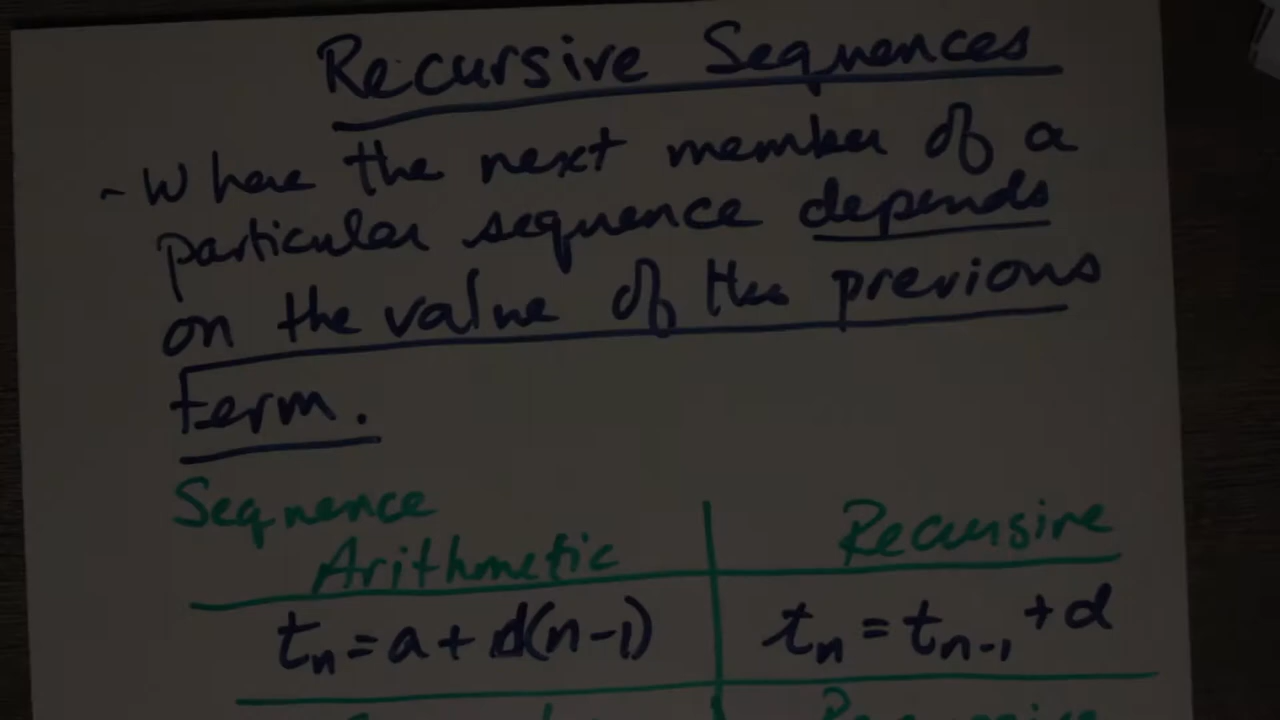 Recursive Sequences
- Where the next member of a
particular sequence depends
on the value of the previous
term.
Sequence
Arithmetic
Recursive
tn = a + d(n-1)
tn = tn-1 + d
Recursive